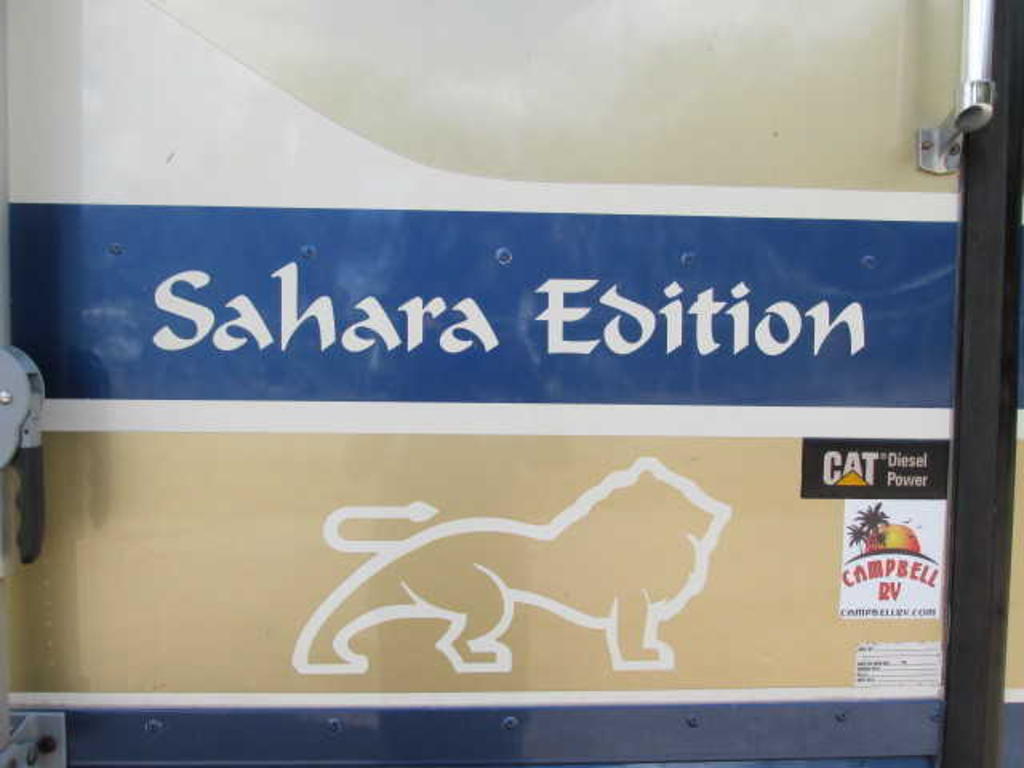 Sahara Edition
CAT® Diesel
Power
CAMPBELL
RV
CAMPBELLRV.COM